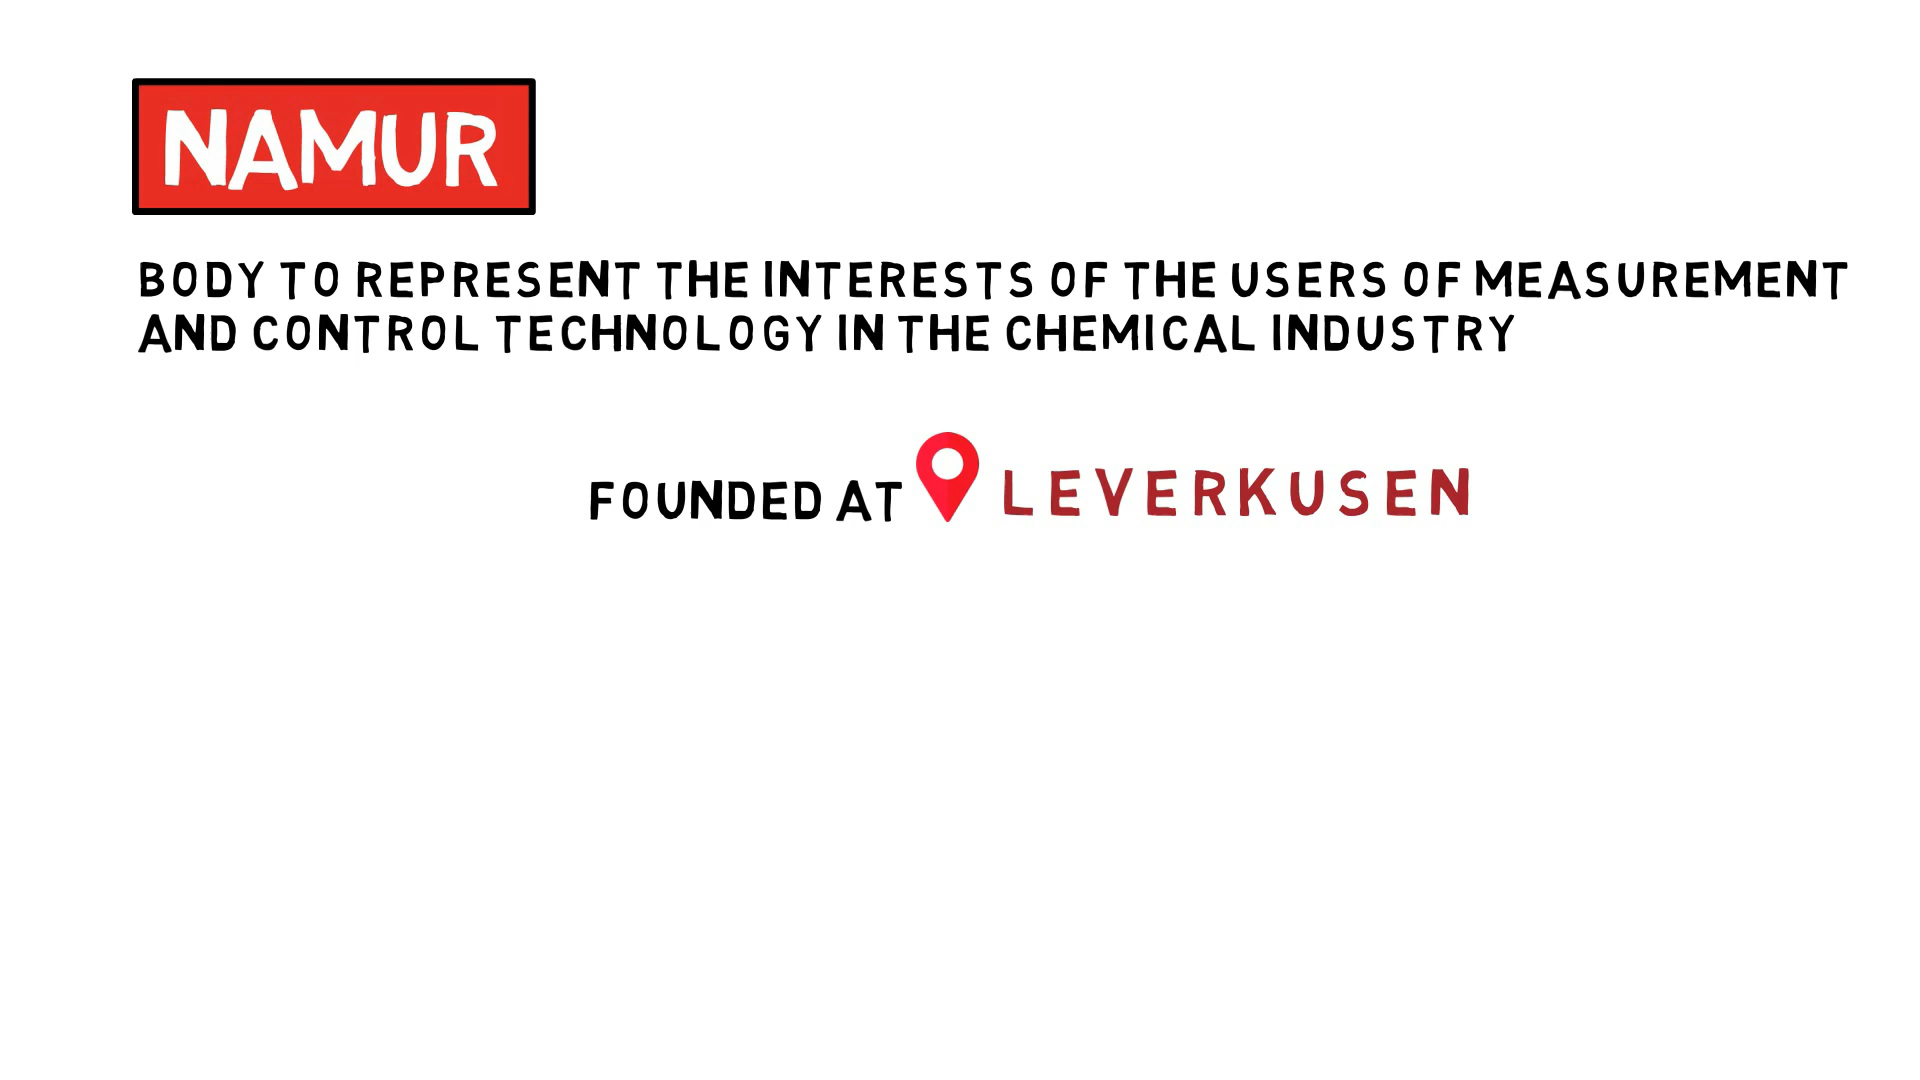 NAMUR
BODY TO REPRESENT THE INTERESTS OF THE USERS OF MEASUREMENT
AND CONTROL TECHNOLOGY IN THE CHEMICAL INDUSTRY
FOUNDED AT LEVERKUSEN